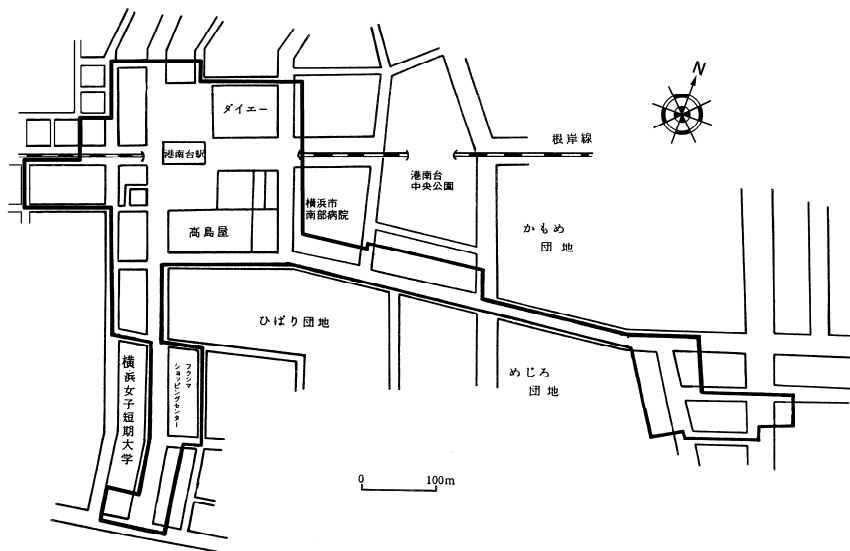 N
ダイエー
根岸線
港南台駅
港南台
中央公園
横浜市
南部病院
高島屋
かもめ
団地
ひばり団地
めじろ
団地
横浜女子短期大学
フクシマ
ショッピングセンター
0 100m